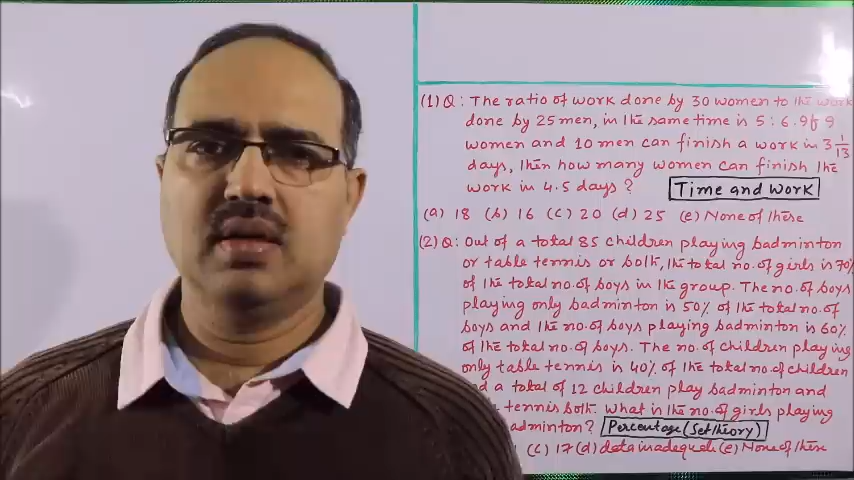 (1) Q: The ratio of work done by 30 women to the work
done by 25 men, in the same time is 5:6. If 9
women and 10 men can finish a work in 3 1/13
days, then how many women can finish the
work in 4.5 days? Time and Work
(a) 18 (b) 16 (c) 20 (d) 25 (e) None of these
(2) Q: Out of a total 85 children playing badminton
or table tennis or both, the total no. of girls is 70%
of the total no. of boys in the group. The no. of boys
playing only badminton is 50% of the total no. of
boys and the no. of boys playing badminton is 60%
of the total no. of boys. The no. of children playing
only table tennis is 40% of the total no. of children
a total of 12 children play badminton and
tennis both. What is the no. of girls playing
adminton? Percentage (Set theory)
(c) 17 (d) data inadequate (e) None of these